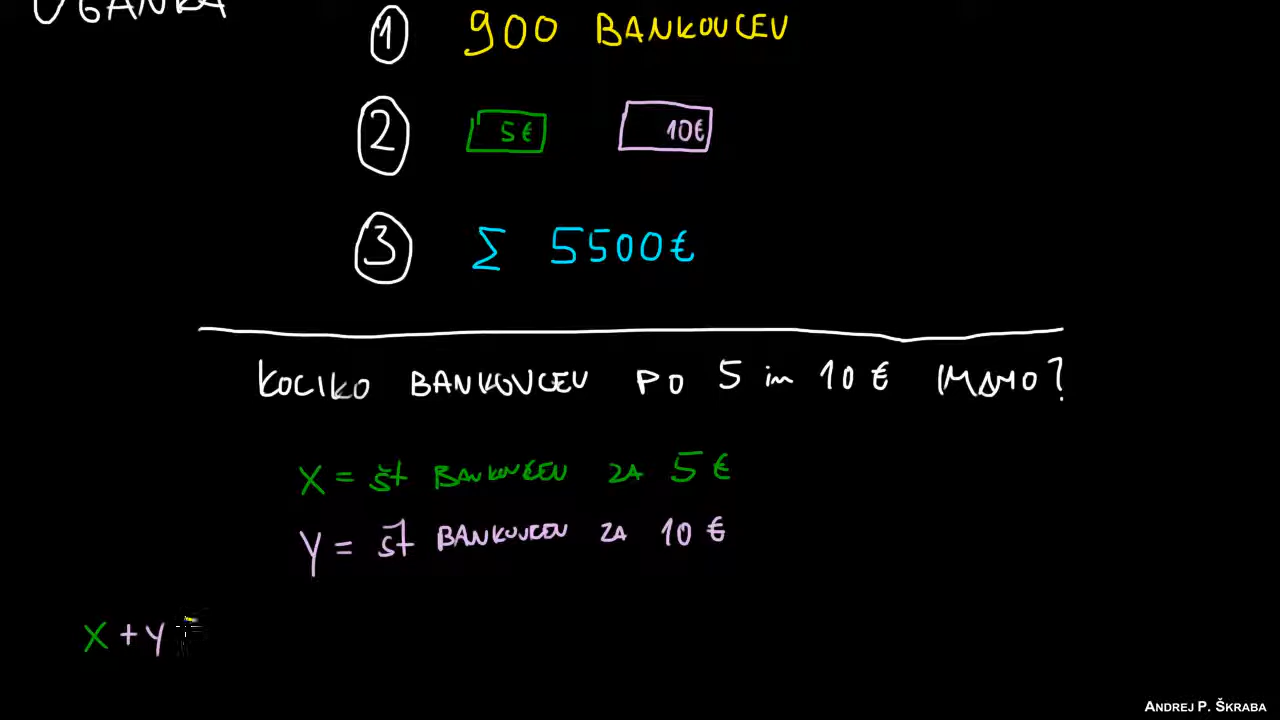 UGANKA
1 900 BANKOVCEV
2 5€ 10€
3 Σ 5500€
KOLIKO BANKOVCEV PO 5 in 10 € IMAMO?
X = št BANKOVCEV ZA 5 €
Y = št BANKOVCEV ZA 10 €
X + Y
ANDREJ P. ŠKRABA